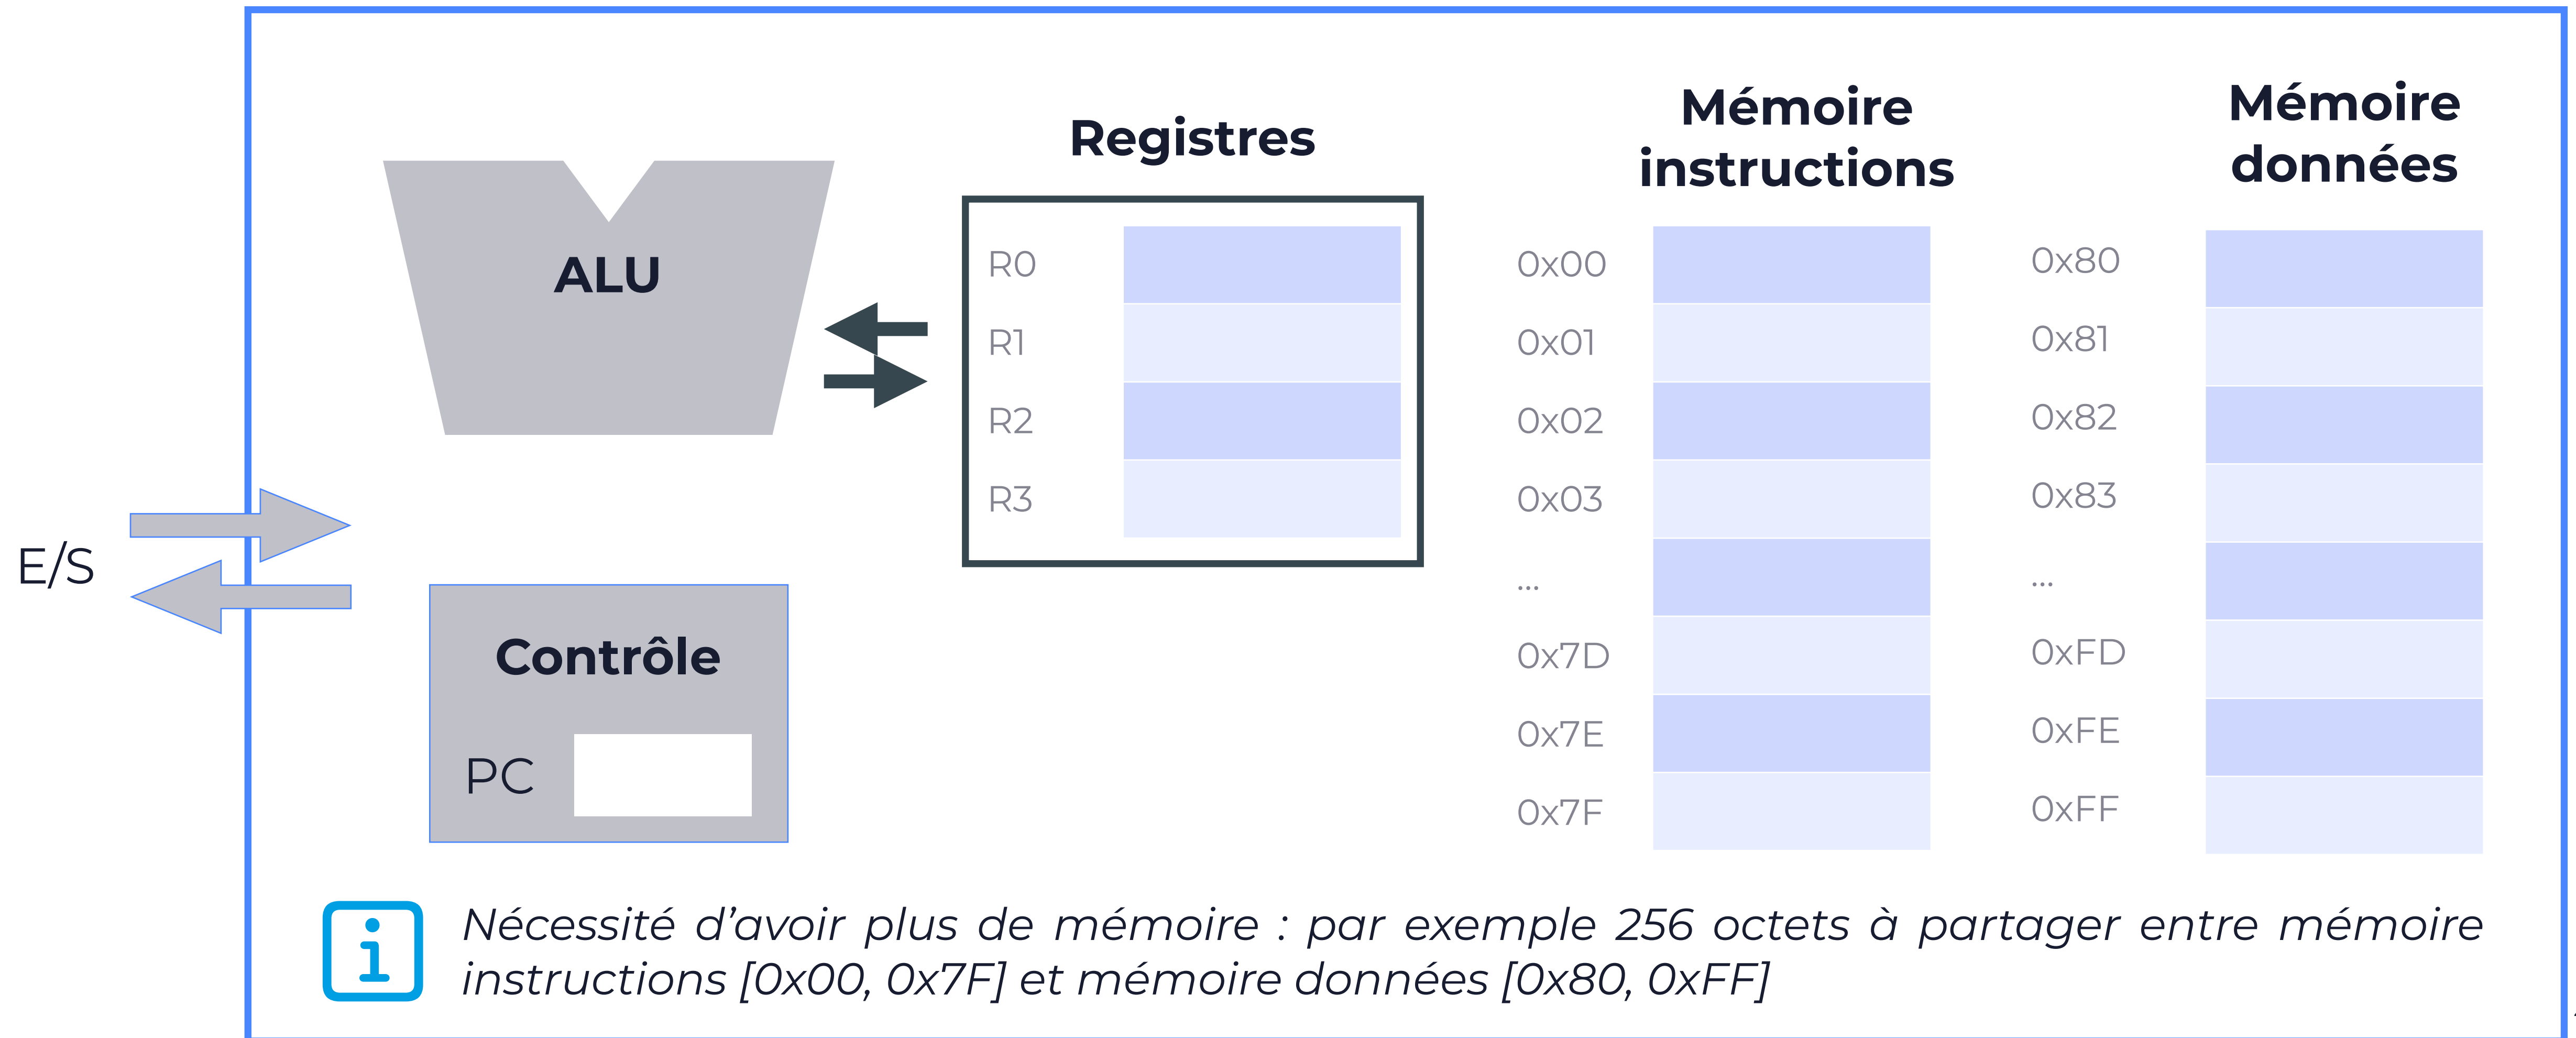 ALU
E/S
Contrôle
PC
Registres
R0
R1
R2
R3
Mémoire
instructions
0x00
0x01
0x02
0x03
...
0x7D
0x7E
0x7F
Mémoire
données
0x80
0x81
0x82
0x83
...
0xFD
0xFE
0xFF
Nécessité d’avoir plus de mémoire : par exemple 256 octets à partager entre mémoire
instructions [0x00, 0x7F] et mémoire données [0x80, 0xFF]